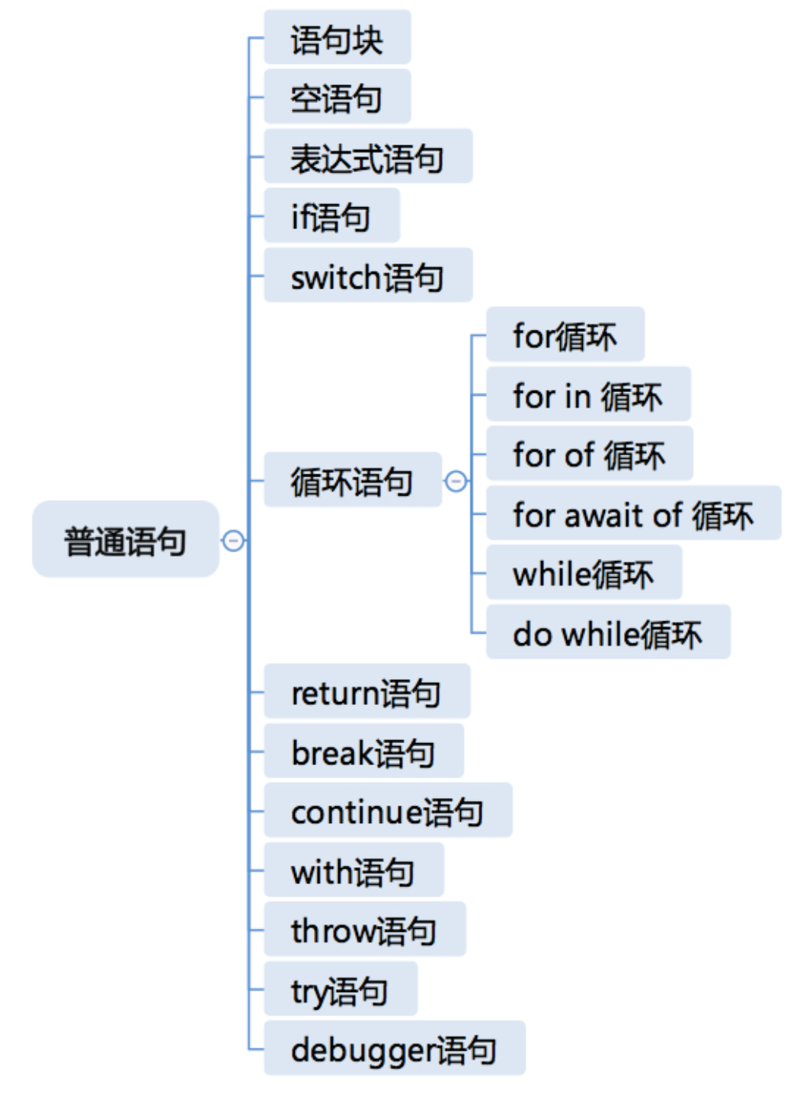 语句块
空语句
表达式语句
if语句
switch语句
for循环
for in 循环
for of 循环
循环语句
for await of 循环
普通语句
while循环
do while循环
return语句
break语句
continue语句
with语句
throw语句
try语句
debugger语句